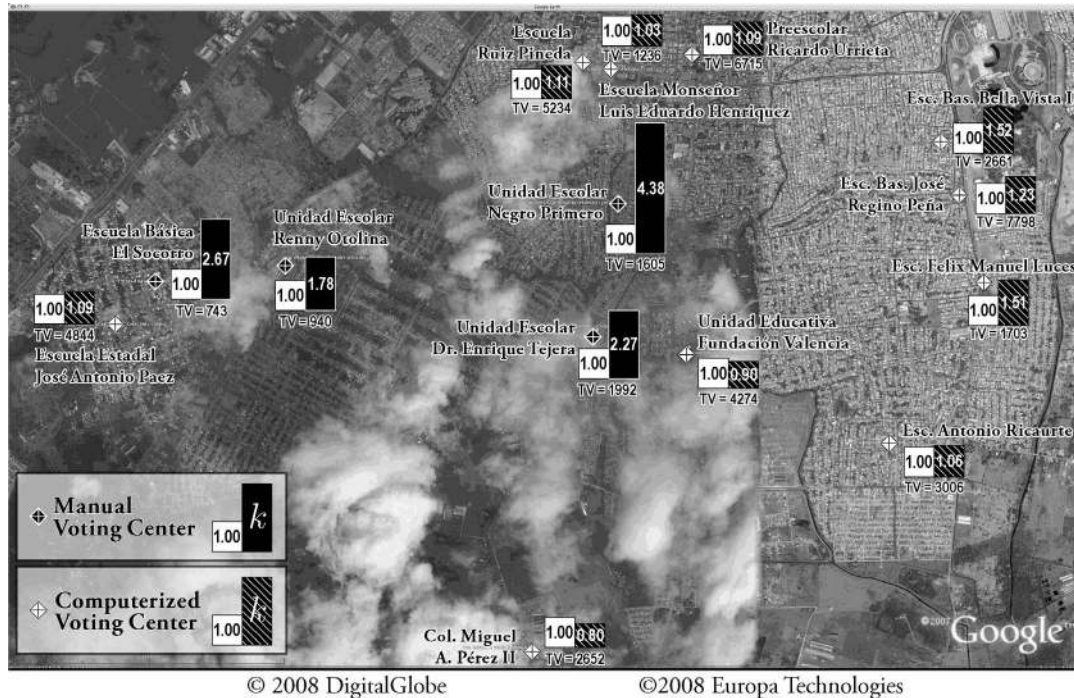 Escuela
Ruiz Pineda
1.00 1.11
TV = 5234
1.00 1.03
TV = 1236
Escuela Monseñor
Luis Eduardo Henriquez
1.00 1.09
TV = 6715
Preescolar
Ricardo Urrieta
Esc. Bas. Bella Vista I
1.00 1.52
TV = 2661
Esc. Bas. José
Regino Peña
1.00 1.23
TV = 7798
Unidad Escolar
Negro Primero
1.00 4.38
TV = 1605
Escuela Básica
El Socorro
1.00 2.67
TV = 743
Unidad Escolar
Renny Otolina
1.00 1.78
TV = 940
Esc. Felix Manuel Luces
1.00 1.51
TV = 1703
1.00 1.09
TV = 4844
Escuela Estadal
José Antonio Paez
Unidad Escolar
Dr. Enrique Tejera
1.00 2.27
TV = 1992
Unidad Educativa
Fundación Valencia
1.00 0.90
TV = 4274
Esc. Antonio Ricaurte
1.00 1.06
TV = 3006
Manual
Voting Center
1.00 k
Computerized
Voting Center
1.00 k
Col. Miguel
A. Pérez II
1.00 0.80
TV = 2652
©2007 Google
© 2008 DigitalGlobe ©2008 Europa Technologies